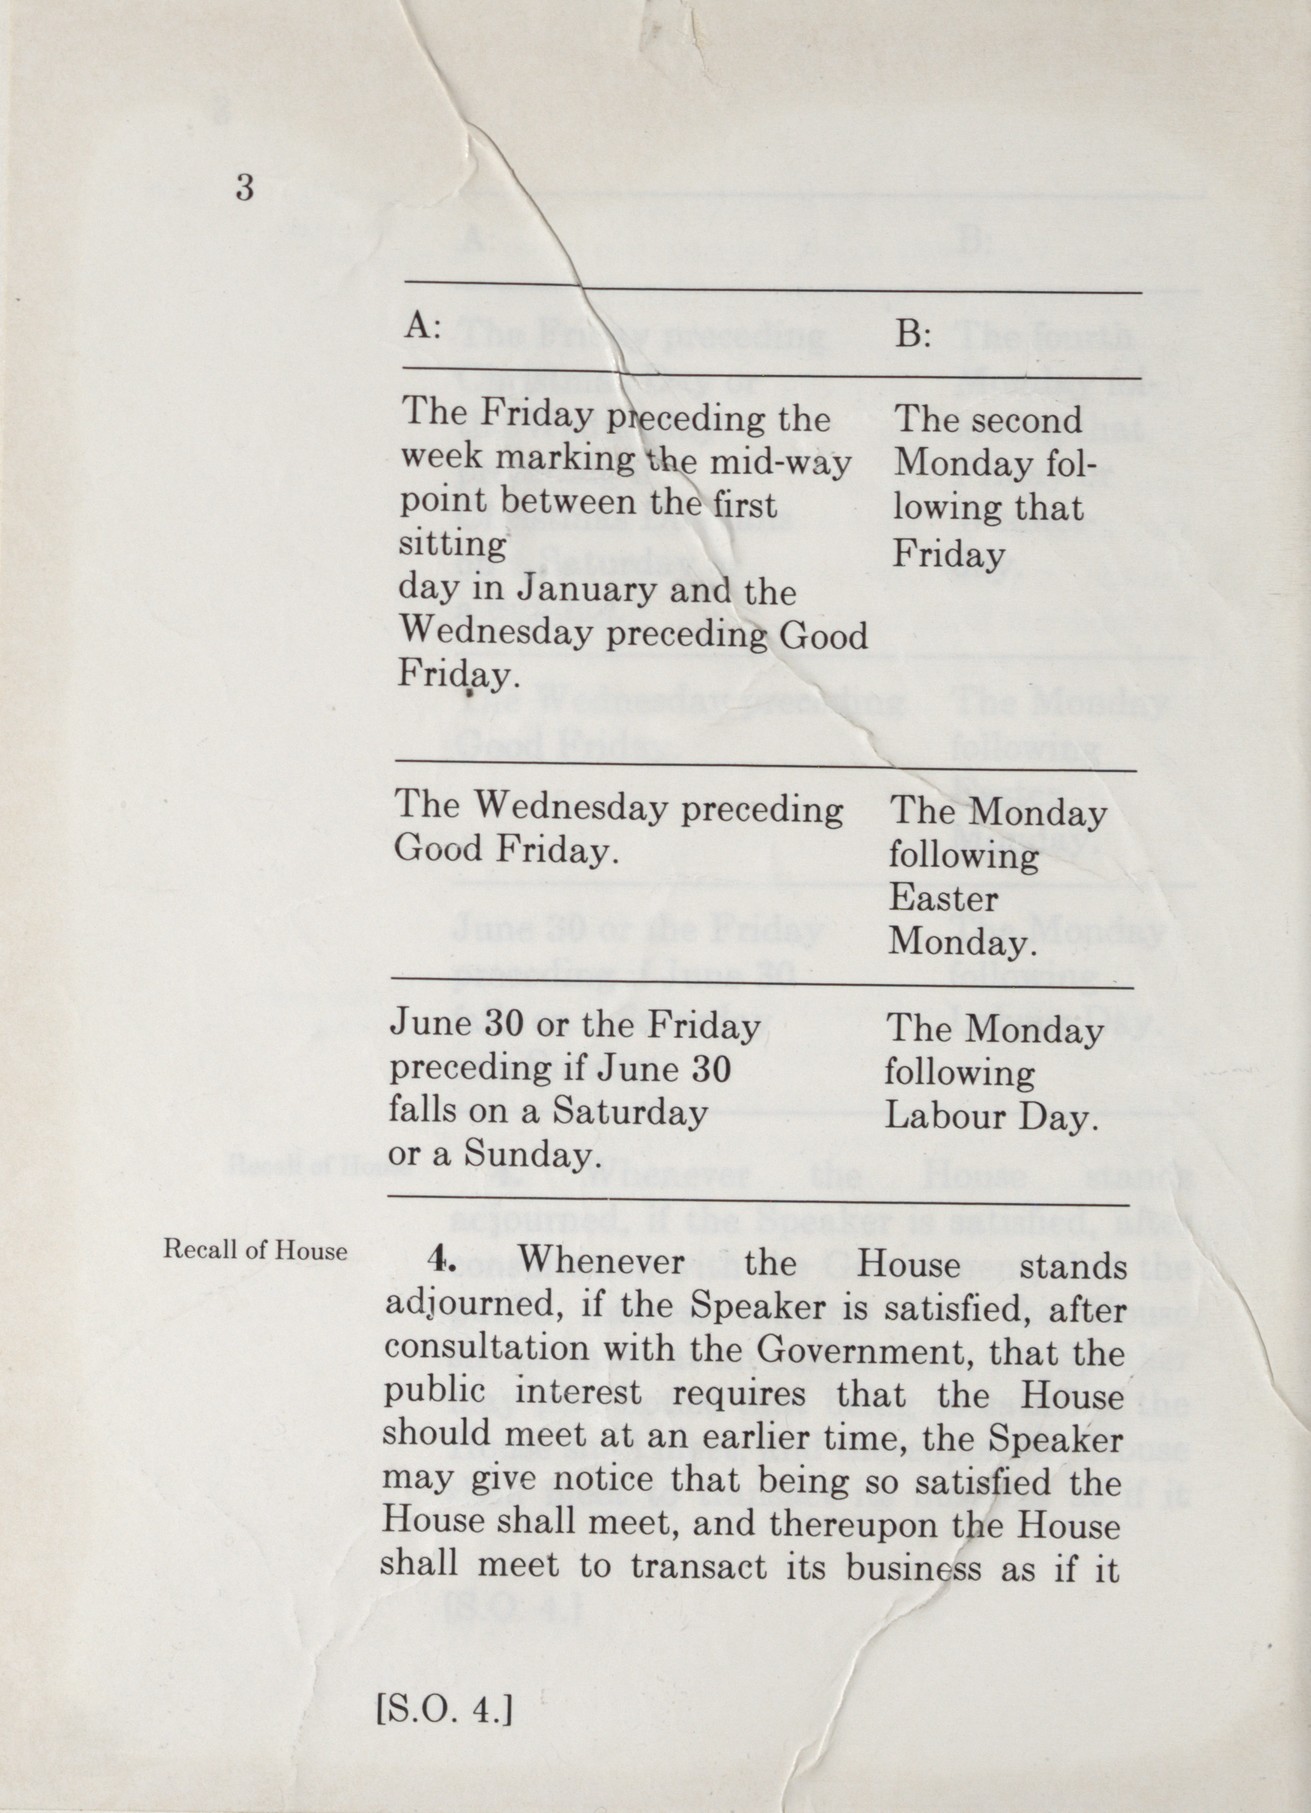 3
A:
B:
The Friday preceding the
week marking the mid-way
point between the first
sitting
day in January and the
Wednesday preceding Good
Friday.
The second
Monday fol-
lowing that
Friday
The Wednesday preceding
Good Friday.
The Monday
following
Easter
Monday.
June 30 or the Friday
preceding if June 30
falls on a Saturday
or a Sunday.
The Monday
following
Labour Day.
Recall of House
4. Whenever the House stands
adjourned, if the Speaker is satisfied, after
consultation with the Government, that the
public interest requires that the House
should meet at an earlier time, the Speaker
may give notice that being so satisfied the
House shall meet, and thereupon the House
shall meet to transact its business as if it
[S.O. 4.]